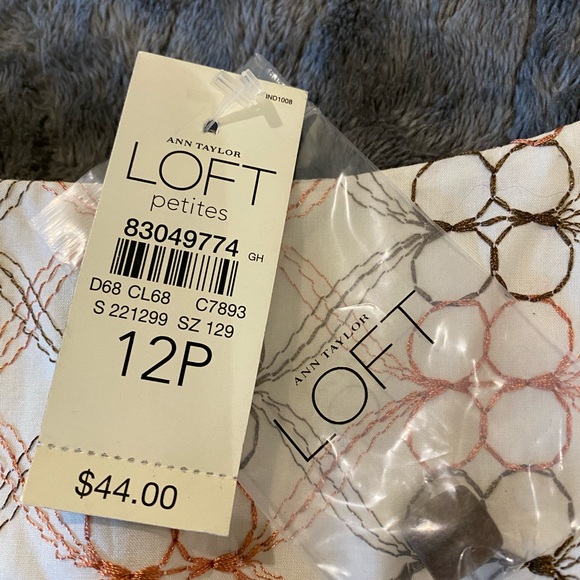 IND1008
ANN TAYLOR
LOFT
petites
83049774 GH
D68 CL68 C7893
S 221299 SZ 129
12P
$44.00
ANN TAYLOR
LOFT